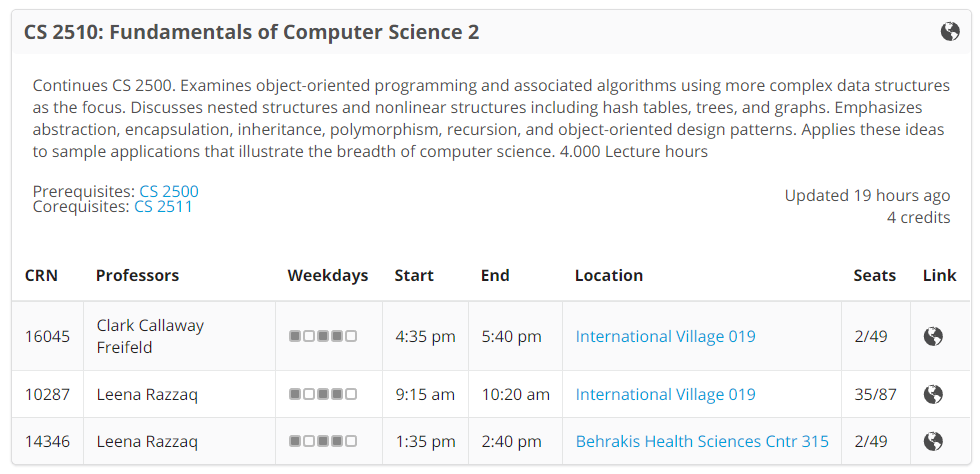 CS 2510: Fundamentals of Computer Science 2
Continues CS 2500. Examines object-oriented programming and associated algorithms using more complex data structures
as the focus. Discusses nested structures and nonlinear structures including hash tables, trees, and graphs. Emphasizes
abstraction, encapsulation, inheritance, polymorphism, recursion, and object-oriented design patterns. Applies these ideas
to sample applications that illustrate the breadth of computer science. 4.000 Lecture hours
Prerequisites: CS 2500
Corequisites: CS 2511
Updated 19 hours ago
4 credits
CRN Professors Weekdays Start End Location Seats Link
16045 Clark Callaway Freifeld 4:35 pm 5:40 pm International Village 019 2/49
10287 Leena Razzaq 9:15 am 10:20 am International Village 019 35/87
14346 Leena Razzaq 1:35 pm 2:40 pm Behrakis Health Sciences Cntr 315 2/49